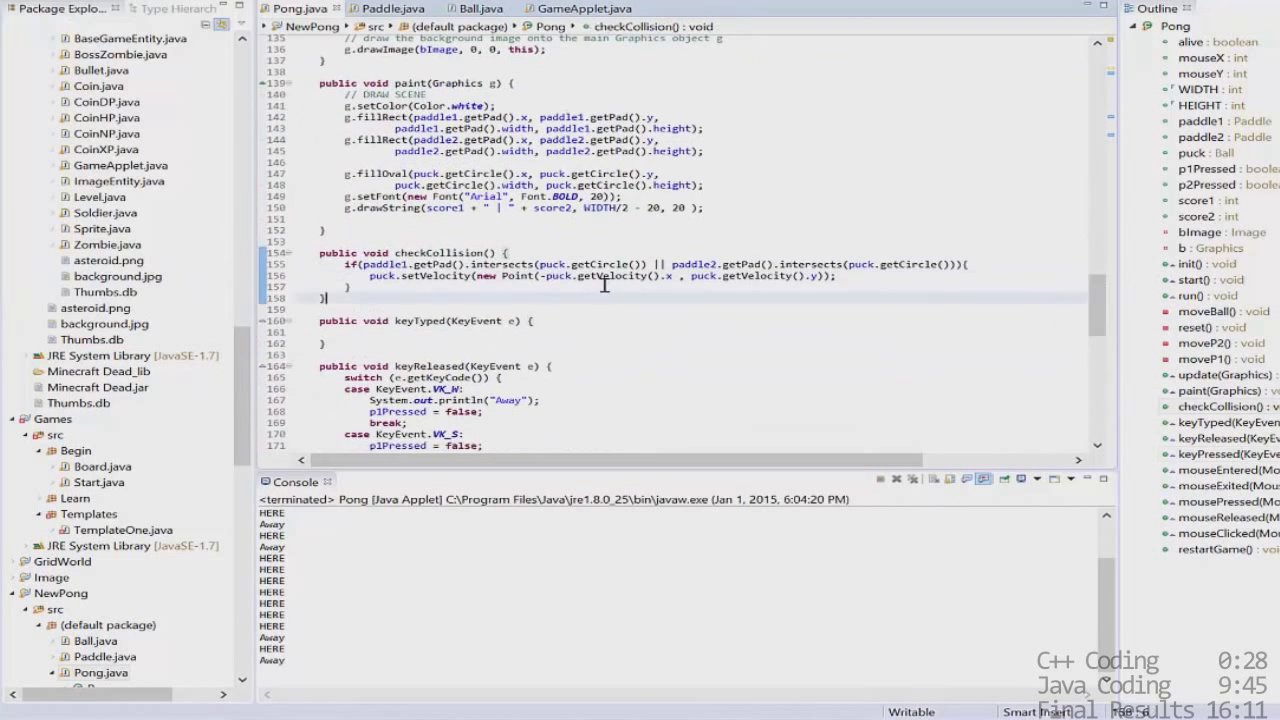 Package Explo...
Type Hierarch
BaseGameEntity.java
BossZombie.java
Bullet.java
Coin.java
CoinDP.java
CoinHP.java
CoinNP.java
CoinXP.java
GameApplet.java
ImageEntity.java
Level.java
Soldier.java
Sprite.java
Zombie.java
asteroid.png
background.jpg
Thumbs.db
asteroid.png
background.jpg
Thumbs.db
JRE System Library [JavaSE-1.7]
Minecraft Dead_lib
Minecraft Dead.jar
Thumbs.db
Games
src
Begin
Board.java
Start.java
Learn
Templates
TemplateOne.java
JRE System Library [JavaSE-1.7]
GridWorld
Image
NewPong
src
(default package)
Ball.java
Paddle.java
Pong.java
Pong.java Paddle.java Ball.java GameApplet.java
NewPong src (default package) Pong checkCollision() : void
135 // draw the background image onto the main Graphics object g
136 g.drawImage(bImage, 0, 0, this);
137 }
138
139 public void paint(Graphics g) {
140 // DRAW SCENE
141 g.setColor(Color.white);
142 g.fillRect(paddle1.getPad().x, paddle1.getPad().y,
143 paddle1.getPad().width, paddle1.getPad().height);
144 g.fillRect(paddle2.getPad().x, paddle2.getPad().y,
145 paddle2.getPad().width, paddle2.getPad().height);
146
147 g.fillOval(puck.getCircle().x, puck.getCircle().y,
148 puck.getCircle().width, puck.getCircle().height);
149 g.setFont(new Font("Arial", Font.BOLD, 20));
150 g.drawString(score1 + " | " + score2, WIDTH/2 - 20, 20 );
151
152 }
153
154 public void checkCollision() {
155 if(paddle1.getPad().intersects(puck.getCircle()) || paddle2.getPad().intersects(puck.getCircle())){
156 puck.setVelocity(new Point(-puck.getVelocity().x , puck.getVelocity().y));
157 }
158 }
159
160 public void keyTyped(KeyEvent e) {
161
162 }
163
164 public void keyReleased(KeyEvent e) {
165 switch (e.getKeyCode()) {
166 case KeyEvent.VK_W:
167 System.out.println("Away");
168 p1Pressed = false;
169 break;
170 case KeyEvent.VK_S:
171 p1Pressed = false;
Console
<terminated> Pong [Java Applet] C:\Program Files\Java\jre1.8.0_25\bin\javaw.exe (Jan 1, 2015, 6:04:20 PM)
HERE
Away
HERE
Away
HERE
HERE
HERE
HERE
HERE
HERE
HERE
Away
HERE
Away
Outline
Pong
alive : boolean
mouseX : int
mouseY : int
WIDTH : int
HEIGHT : int
paddle1 : Paddle
paddle2 : Paddle
puck : Ball
p1Pressed : boolean
p2Pressed : boolean
score1 : int
score2 : int
bImage : Image
b : Graphics
init() : void
start() : void
run() : void
moveBall() : void
reset() : void
moveP2() : void
moveP1() : void
update(Graphics)
paint(Graphics) :
checkCollision() : v
keyTyped(KeyEven
keyReleased(KeyE
keyPressed(KeyE
mouseEntered(Mo
mouseExited(Mou
mousePressed(Mo
mouseReleased(M
mouseClicked(Mou
restartGame() : voi
C++ Coding 0:28
Java Coding 9:45
Final Results 16:11
Writable Smart Insert